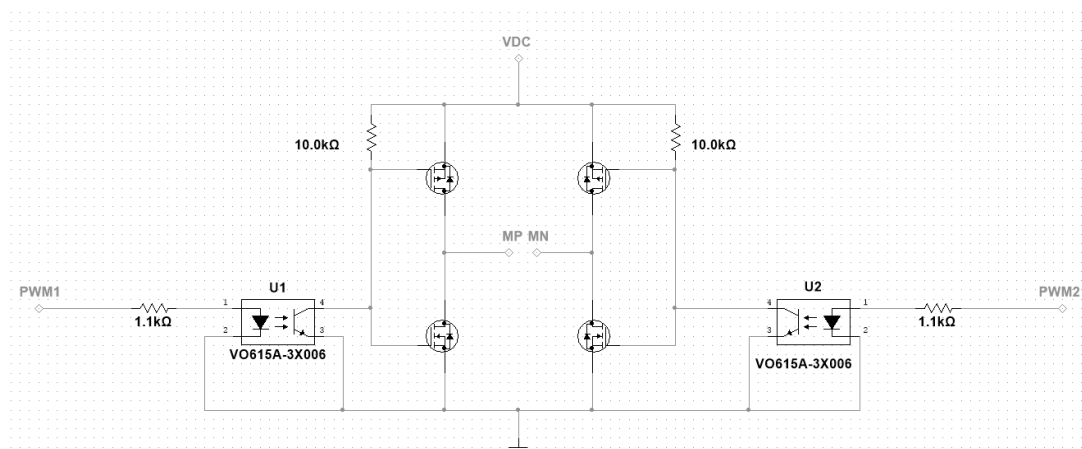 VDC
10.0kΩ
10.0kΩ
MP MN
PWM1
U1
U2
PWM2
1
4
4
1
1.1kΩ
1.1kΩ
2
3
3
2
VO615A-3X006
VO615A-3X006